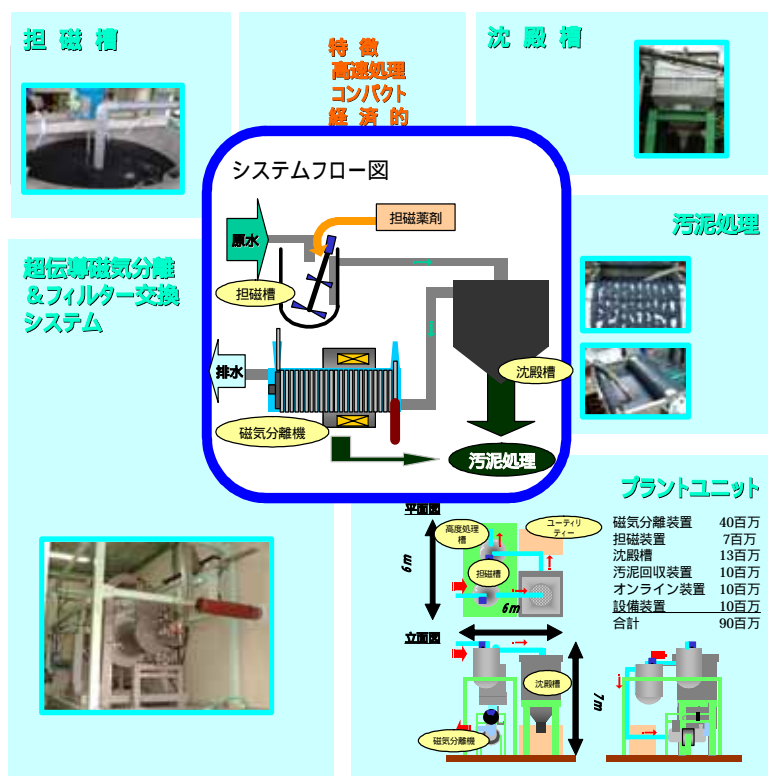 担 磁 槽
特 徴
高速処理
コンパクト
経 済 的
沈 殿 槽
システムフロー図
担磁薬剤
原水
担磁槽
排水
沈殿槽
磁気分離機
汚泥処理
汚泥処理
超伝導磁気分離
＆フィルター交換
システム
プラントユニット
平面図
高度処理
槽
ユーティリ
ティー
担磁槽
6m
6m
立面図
沈殿槽
7m
磁気分離機
磁気分離装置 40百万
担磁装置 7百万
沈殿槽 13百万
汚泥回収装置 10百万
オンライン装置 10百万
設備装置 10百万
合計 90百万